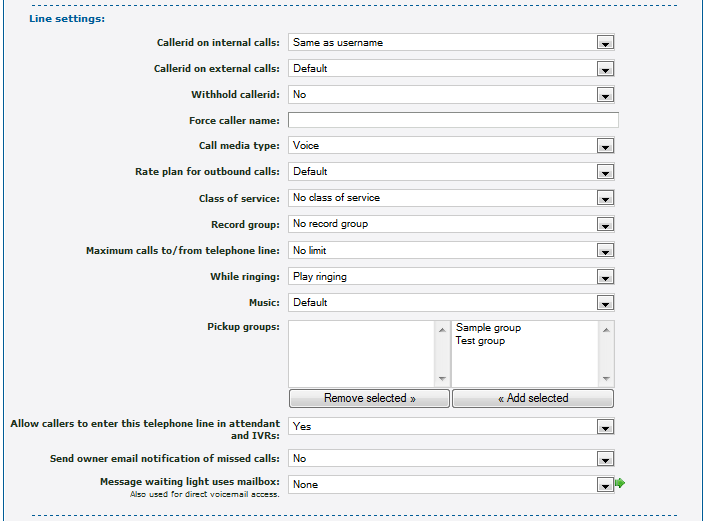 Line settings:
Callerid on internal calls: Same as username
Callerid on external calls: Default
Withhold callerid: No
Force caller name:
Call media type: Voice
Rate plan for outbound calls: Default
Class of service: No class of service
Record group: No record group
Maximum calls to/from telephone line: No limit
While ringing: Play ringing
Music: Default
Pickup groups: Sample group
Test group
Remove selected » « Add selected
Allow callers to enter this telephone line in attendant Yes
and IVRs:
Send owner email notification of missed calls: No
Message waiting light uses mailbox: None
Also used for direct voicemail access.